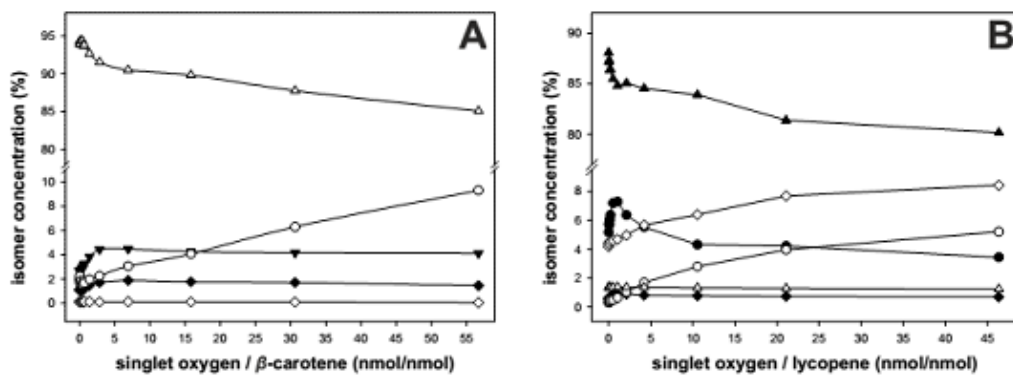 A
isomer concentration (%)
95
90
85
80
10
8
6
4
2
0
0 5 10 15 20 25 30 35 40 45 50 55
singlet oxygen / β-carotene (nmol/nmol)
B
isomer concentration (%)
90
85
80
8
6
4
2
0
0 5 10 15 20 25 30 35 40 45
singlet oxygen / lycopene (nmol/nmol)